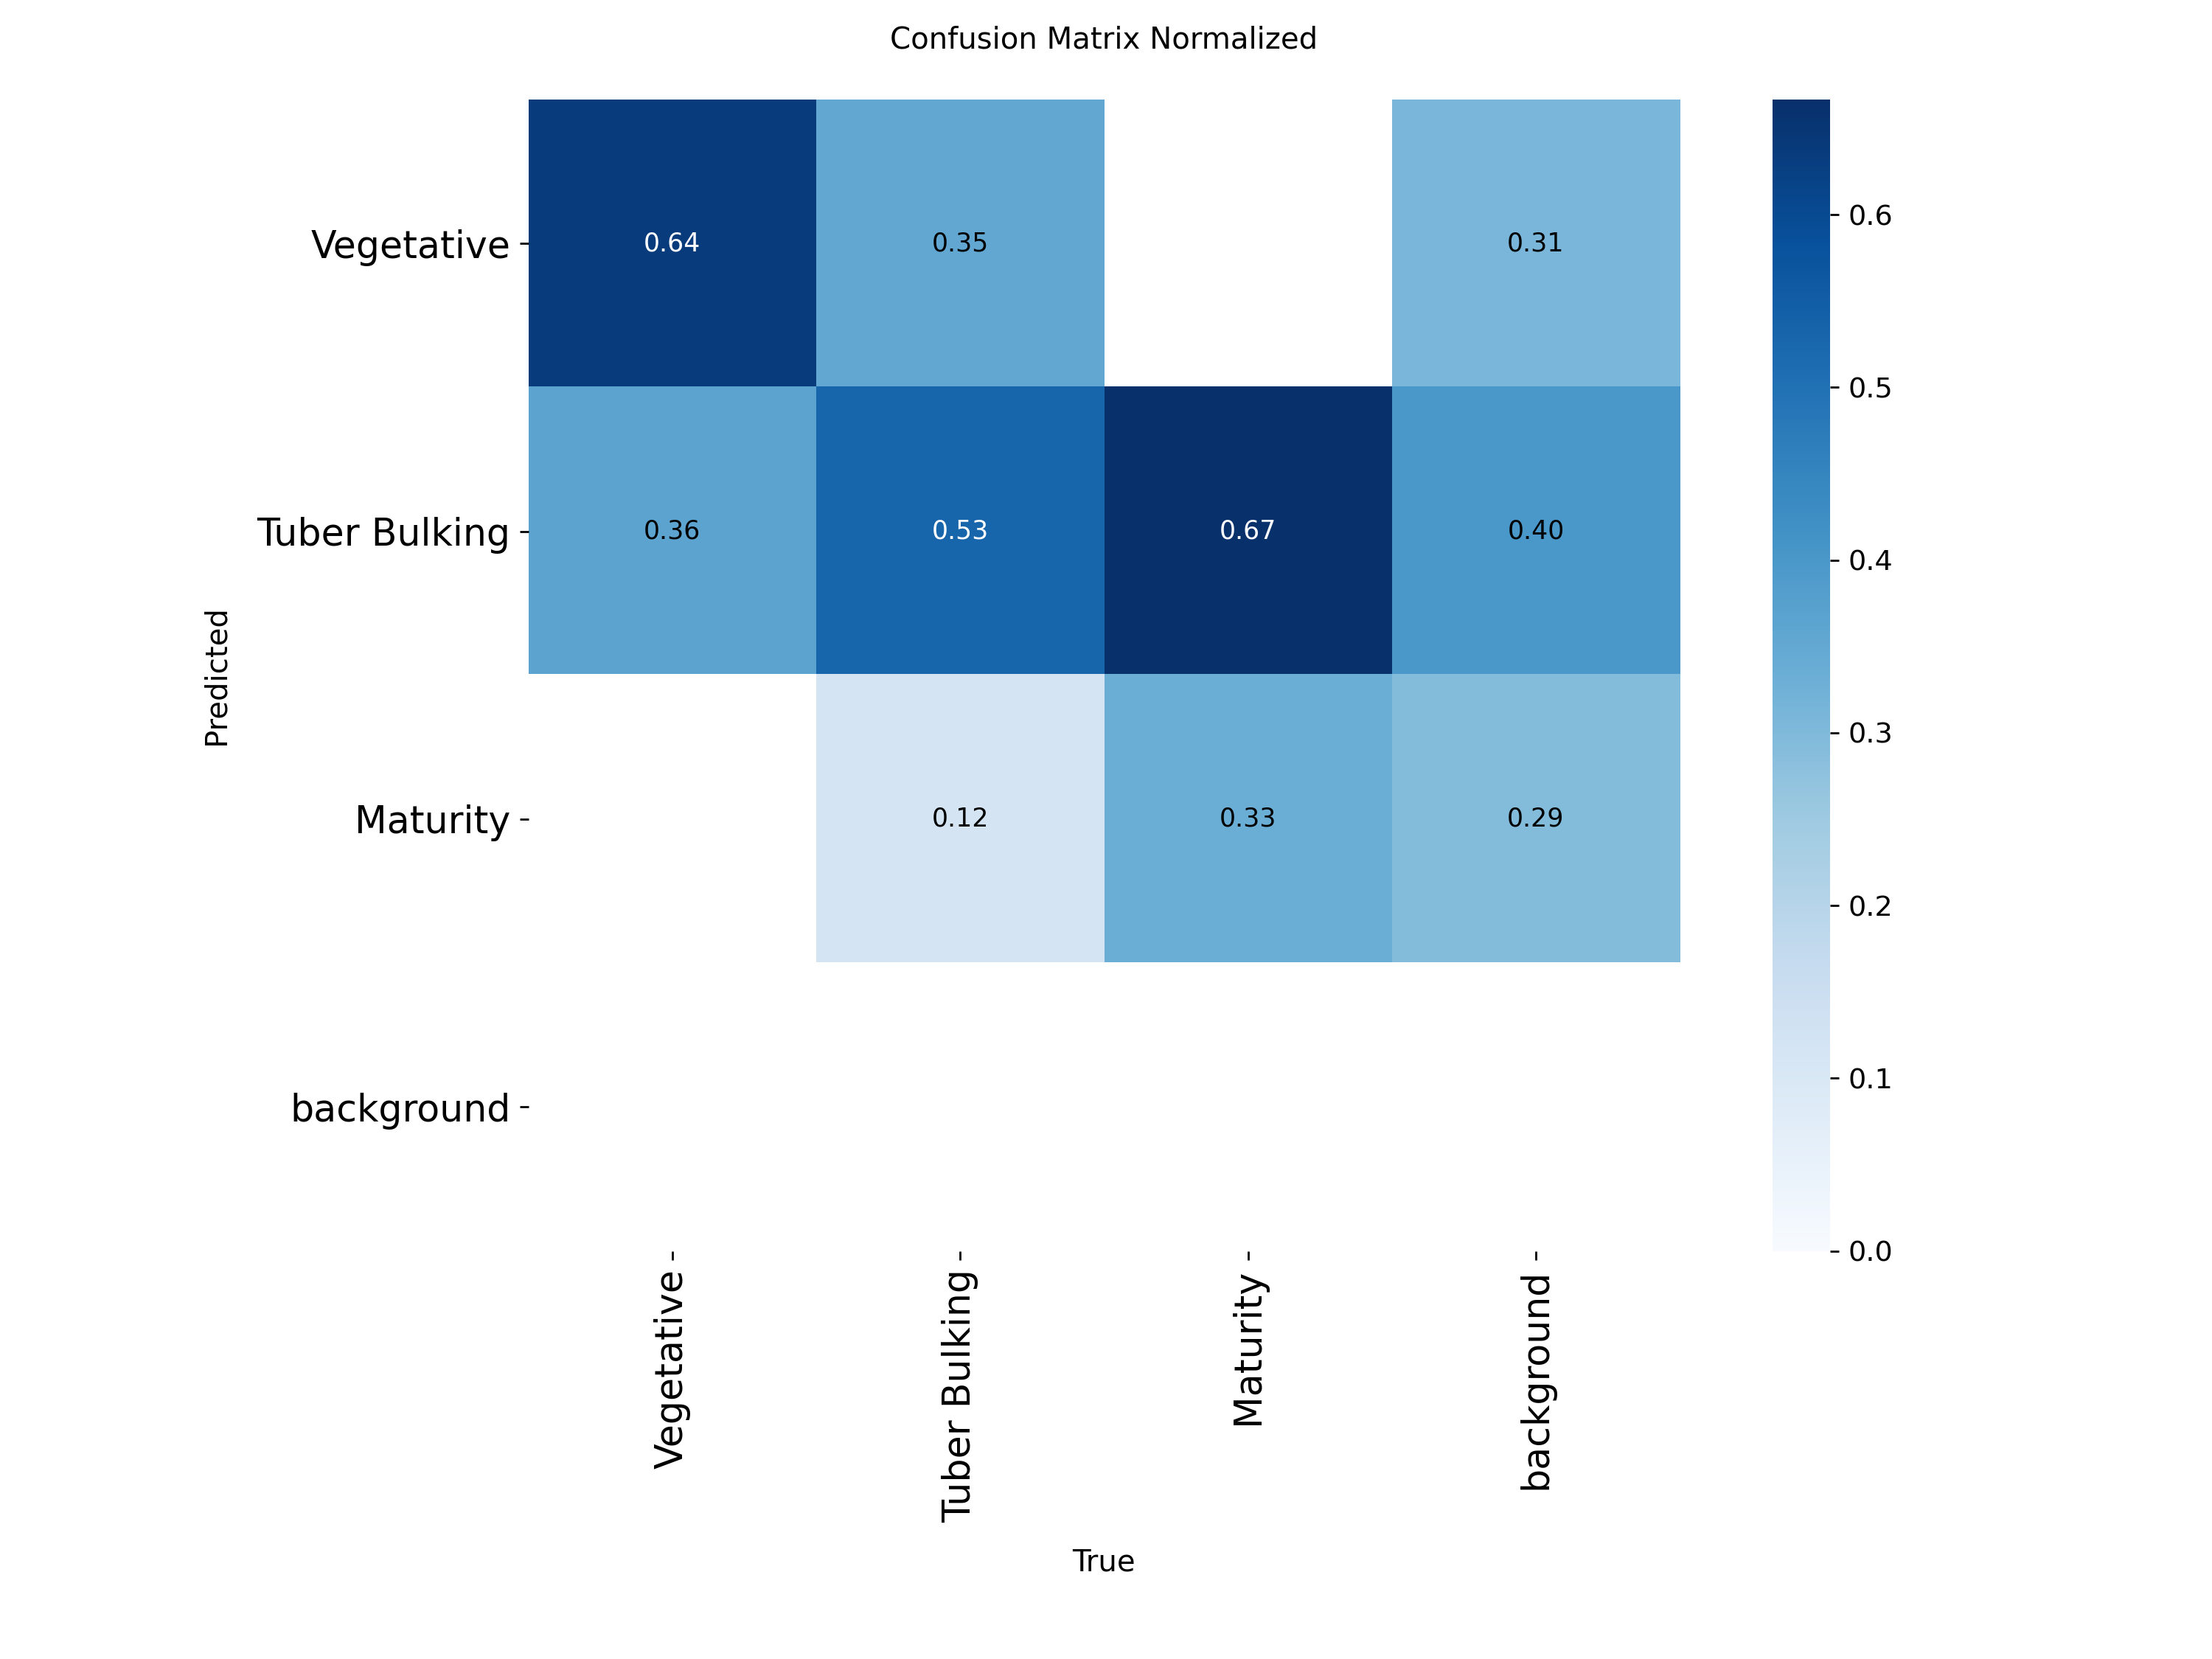 Confusion Matrix Normalized
Vegetative
0.64
0.35
0.31
0.6
0.5
Tuber Bulking
0.36
0.53
0.67
0.40
0.4
Predicted
0.3
Maturity
0.12
0.33
0.29
0.2
background
0.1
0.0
Vegetative
Tuber Bulking
Maturity
background
True